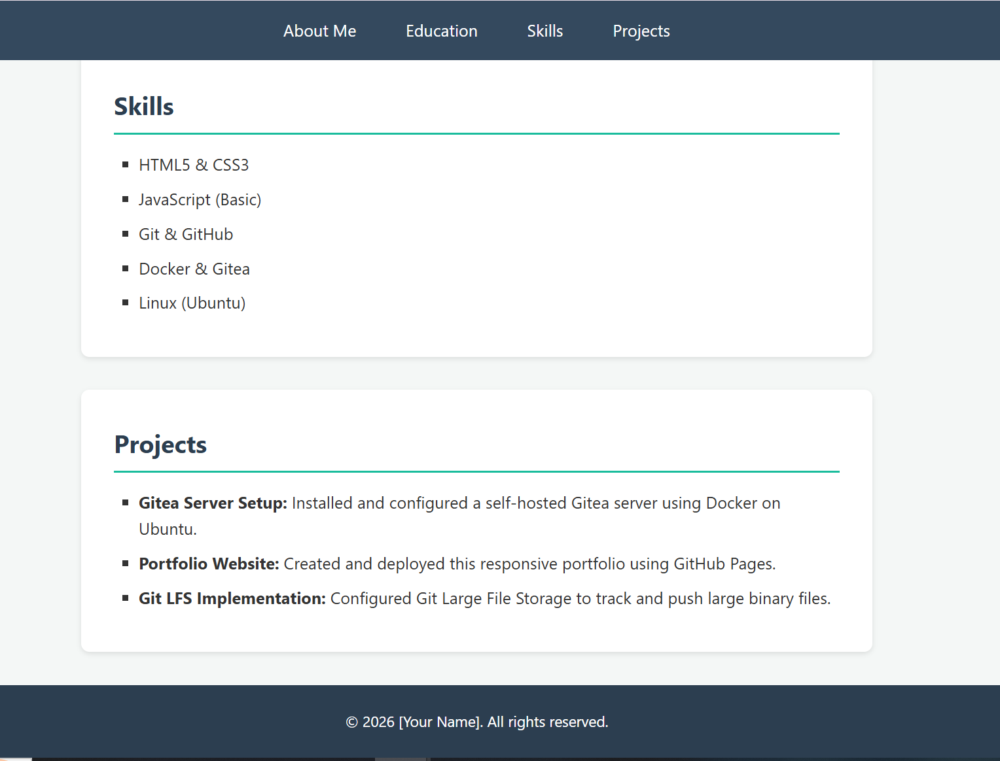 About Me Education Skills Projects
Skills
HTML5 & CSS3
JavaScript (Basic)
Git & GitHub
Docker & Gitea
Linux (Ubuntu)
Projects
Gitea Server Setup: Installed and configured a self-hosted Gitea server using Docker on
Ubuntu.
Portfolio Website: Created and deployed this responsive portfolio using GitHub Pages.
Git LFS Implementation: Configured Git Large File Storage to track and push large binary files.
© 2026 [Your Name]. All rights reserved.